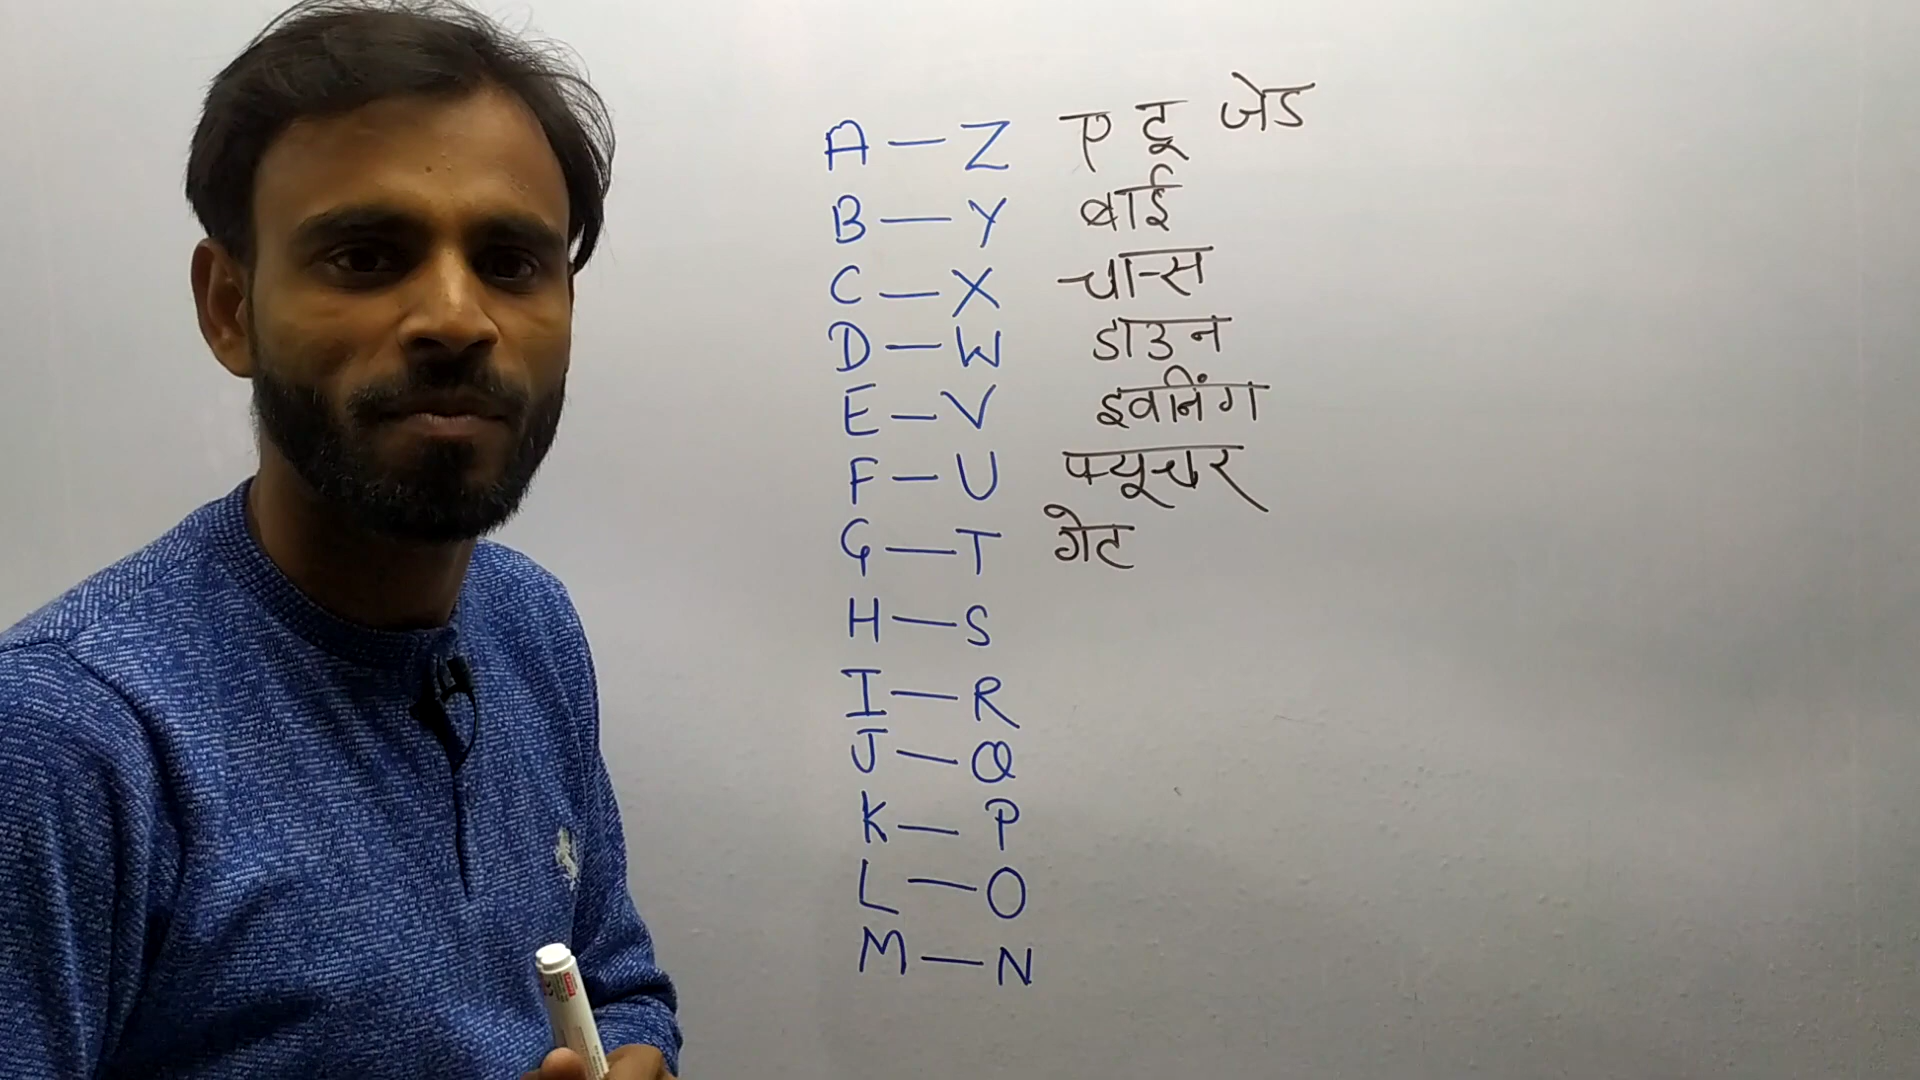 A — Z ए टू जेड
B — Y बाई
C — X चान्स
D — W डाउन
E — V इवनिंग
F — U फ्यूचर
G — T गेट
H — S
I — R
J — Q
K — P
L — O
M — N